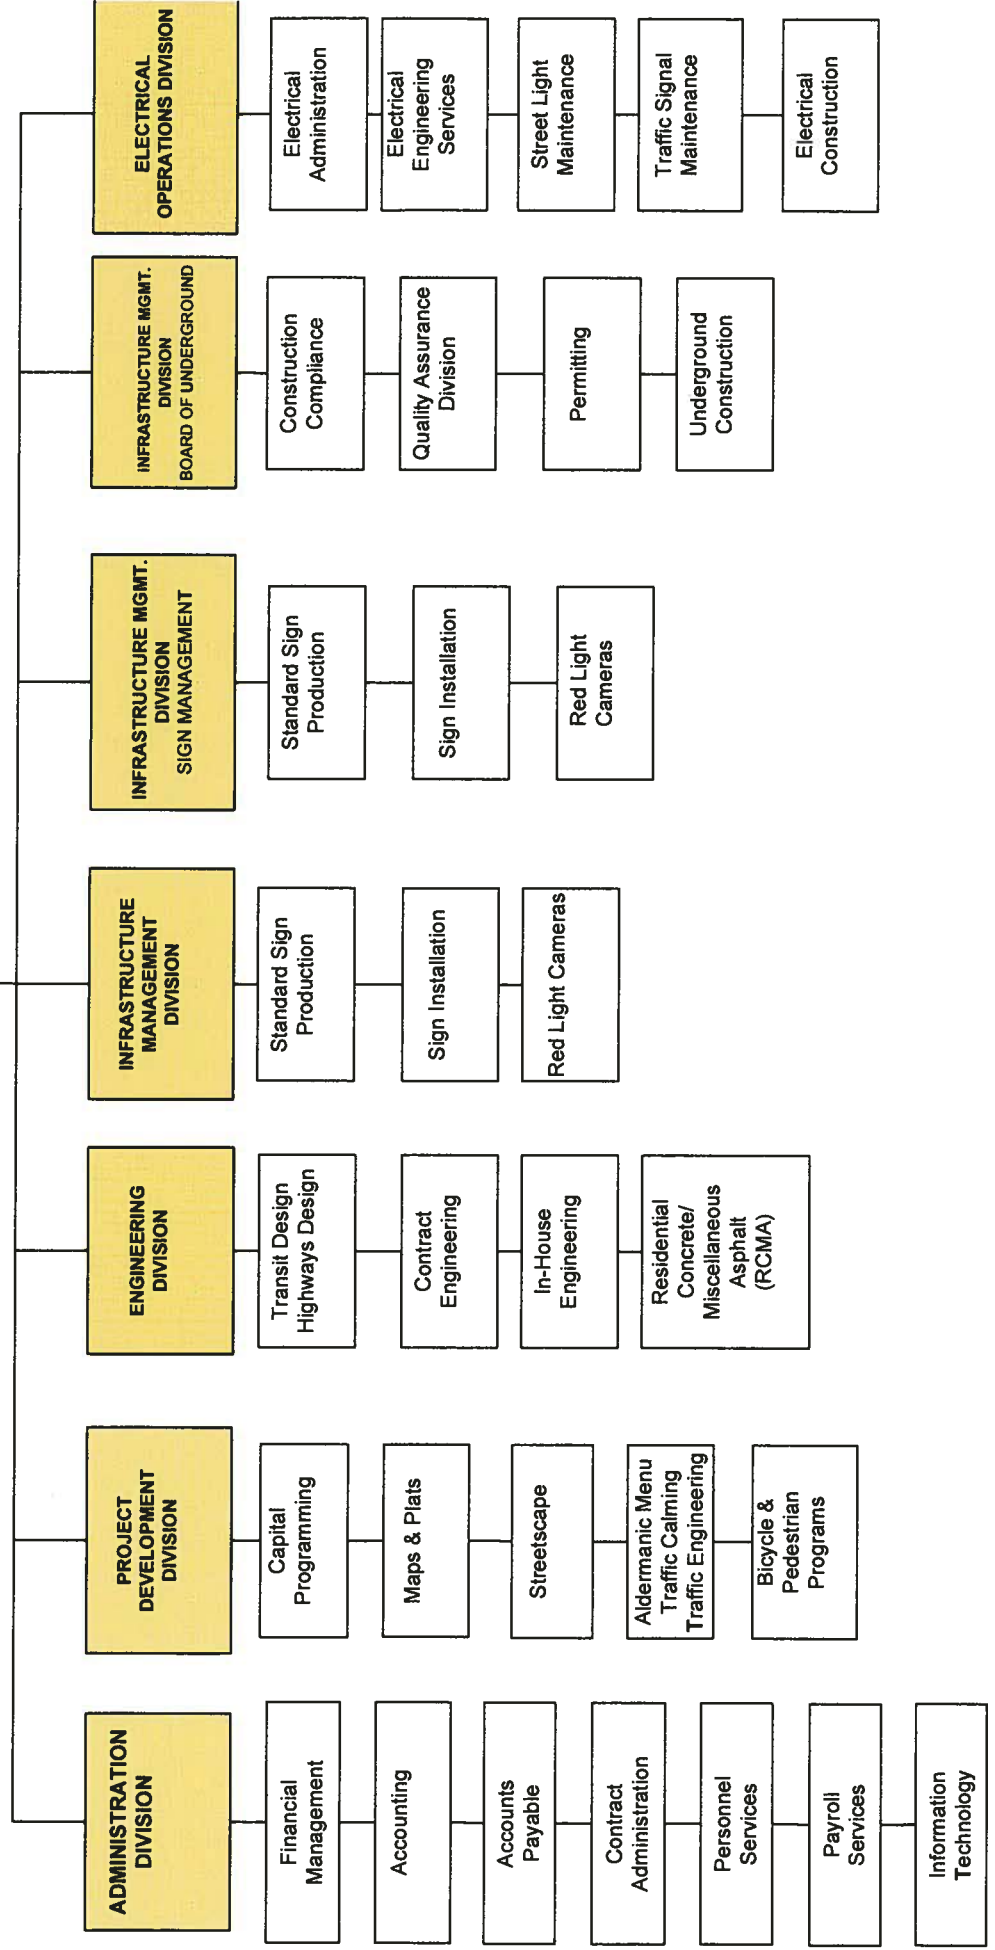 ADMINISTRATION
DIVISION
Financial
Management
Accounting
Accounts
Payable
Contract
Administration
Personnel
Services
Payroll
Services
Information
Technology
PROJECT
DEVELOPMENT
DIVISION
Capital
Programming
Maps & Plats
Streetscape
Aldermanic Menu
Traffic Calming
Traffic Engineering
Bicycle &
Pedestrian
Programs
ENGINEERING
DIVISION
Transit Design
Highways Design
Contract
Engineering
In-House
Engineering
Residential
Concrete/
Miscellaneous
Asphalt
(RCMA)
INFRASTRUCTURE
MANAGEMENT
DIVISION
Standard Sign
Production
Sign Installation
Red Light Cameras
INFRASTRUCTURE MGMT.
DIVISION
SIGN MANAGEMENT
Standard Sign
Production
Sign Installation
Red Light
Cameras
INFRASTRUCTURE MGMT.
DIVISION
BOARD OF UNDERGROUND
Construction
Compliance
Quality Assurance
Division
Permitting
Underground
Construction
ELECTRICAL
OPERATIONS DIVISION
Electrical
Administration
Electrical
Engineering
Services
Street Light
Maintenance
Traffic Signal
Maintenance
Electrical
Construction